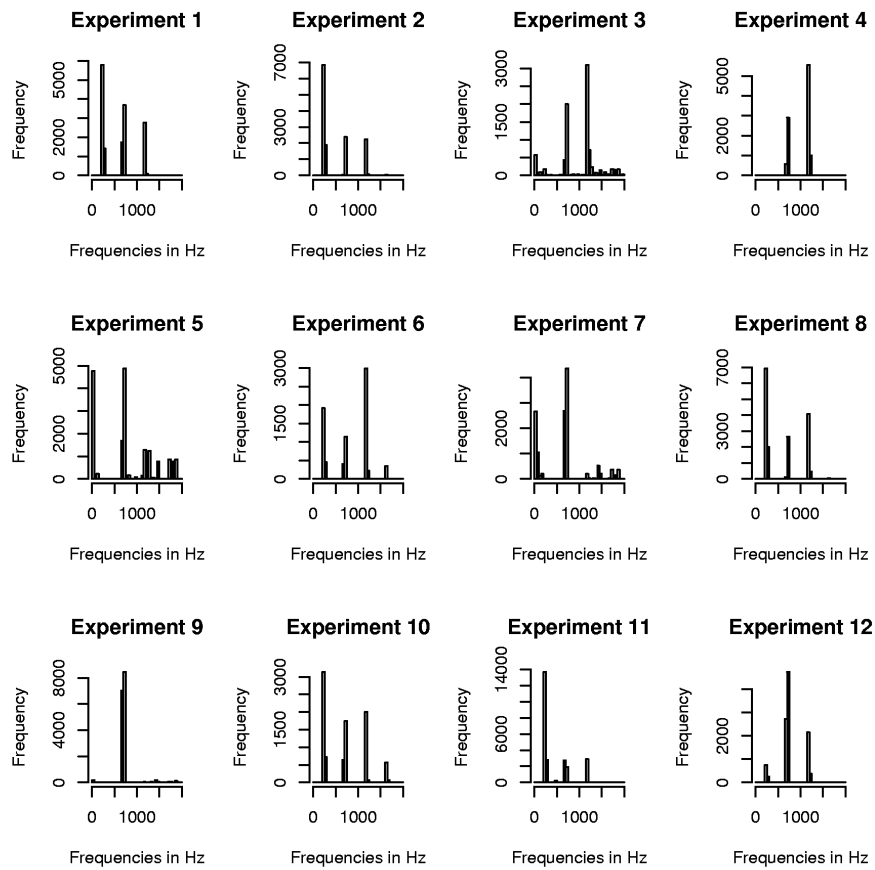 Experiment 1
Frequency
0 2000 5000
0 1000
Frequencies in Hz
Experiment 2
Frequency
0 3000 7000
0 1000
Frequencies in Hz
Experiment 3
Frequency
0 1500 3000
0 1000
Frequencies in Hz
Experiment 4
Frequency
0 2000 5000
0 1000
Frequencies in Hz
Experiment 5
Frequency
0 2000 5000
0 1000
Frequencies in Hz
Experiment 6
Frequency
0 1500 3000
0 1000
Frequencies in Hz
Experiment 7
Frequency
0 2000
0 1000
Frequencies in Hz
Experiment 8
Frequency
0 3000 7000
0 1000
Frequencies in Hz
Experiment 9
Frequency
0 4000 8000
0 1000
Frequencies in Hz
Experiment 10
Frequency
0 1500 3000
0 1000
Frequencies in Hz
Experiment 11
Frequency
0 6000 14000
0 1000
Frequencies in Hz
Experiment 12
Frequency
0 2000
0 1000
Frequencies in Hz